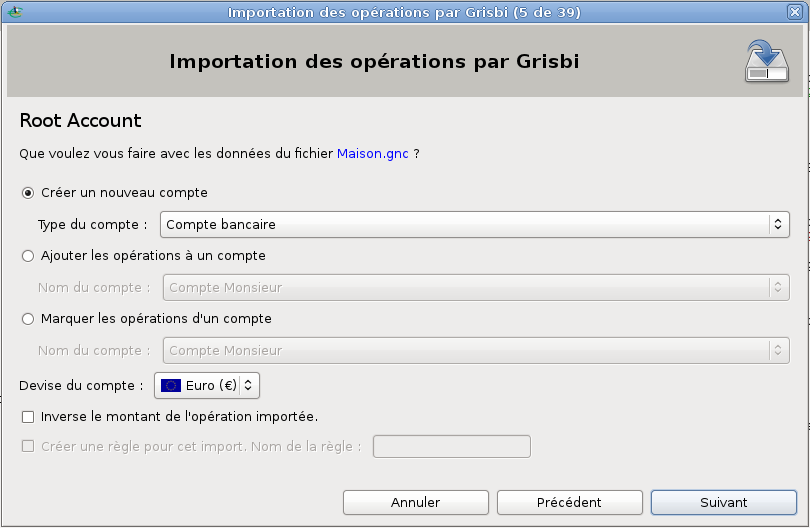 Importation des opérations par Grisbi (5 de 39)
Importation des opérations par Grisbi
Root Account
Que voulez vous faire avec les données du fichier Maison.gnc ?
Créer un nouveau compte
Type du compte : Compte bancaire
Ajouter les opérations à un compte
Nom du compte : Compte Monsieur
Marquer les opérations d'un compte
Nom du compte : Compte Monsieur
Devise du compte : Euro (€)
Inverse le montant de l'opération importée.
Créer une règle pour cet import. Nom de la règle :
Annuler Précédent Suivant